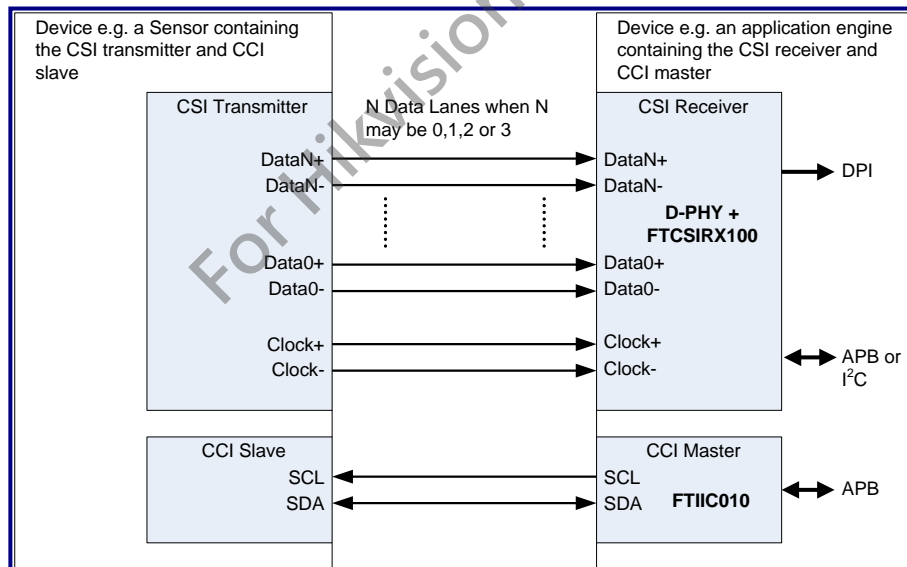 Device e.g. a Sensor containing
the CSI transmitter and CCI
slave
Device e.g. an application engine
containing the CSI receiver and
CCI master
CSI Transmitter
N Data Lanes when N
may be 0,1,2 or 3
CSI Receiver
DataN+
DataN-
DataN+
DataN-
DPI
D-PHY +
FTCSIRX100
Data0+
Data0-
Data0+
Data0-
Clock+
Clock-
Clock+
Clock-
APB or
I²C
CCI Slave
SCL
SDA
CCI Master
SCL
SDA
FTIIC010
APB
For Hikvision